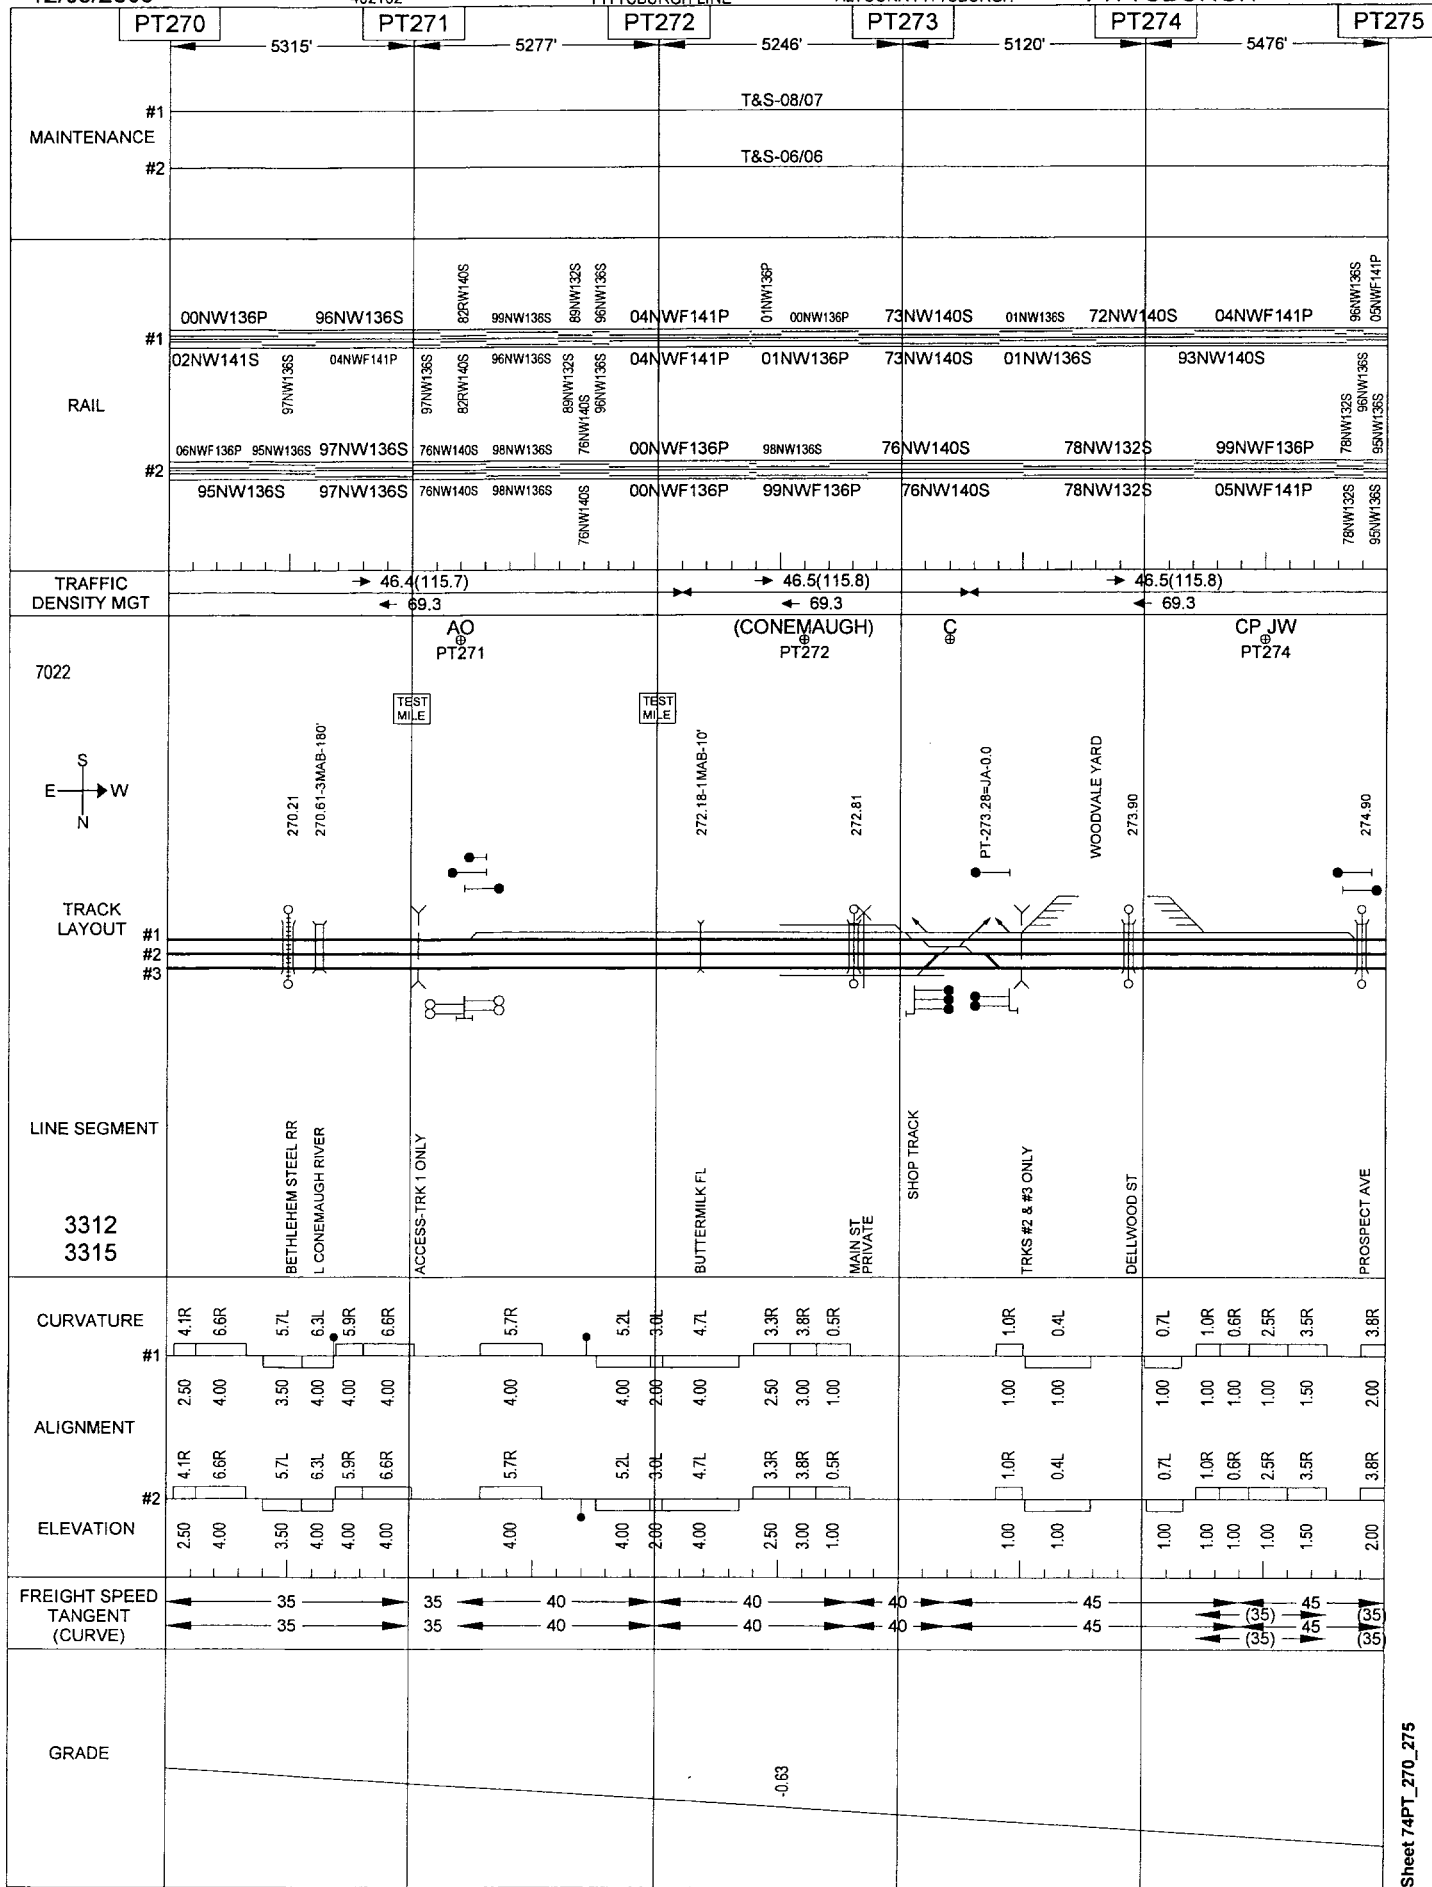 PT270 PT271 PT272 PT273 PT274 PT275
5315' 5277' 5246' 5120' 5476'
MAINTENANCE
#1 T&S-08/07
#2 T&S-06/06
RAIL
82RW140S 89NW132S 96NW136S 01NW136P 96NW136S 05NWF141P
00NW136P 96NW136S 99NW136S 04NWF141P 00NW136P 73NW140S 01NW136S 72NW140S 04NWF141P
#1
02NW141S 97NW136S 04NWF141P 97NW136S 82RW140S 96NW136S 89NW132S 96NW136S 04NWF141P 01NW136P 73NW140S 01NW136S 93NW140S 96NW136S
06NWF136P 95NW136S 97NW136S 76NW140S 98NW136S 76NW140S 00NWF136P 98NW136S 76NW140S 78NW132S 99NWF136P 78NW132S 95NW136S
#2
95NW136S 97NW136S 76NW140S 98NW136S 76NW140S 00NWF136P 99NWF136P 76NW140S 78NW132S 05NWF141P 78NW132S 95NW136S
TRAFFIC
DENSITY MGT
46.4(115.7) 46.5(115.8) 46.5(115.8)
69.3 69.3 69.3
AO (CONEMAUGH) C CP JW
PT271 PT272 PT274
7022
TEST
MILE
TEST
MILE
S
E W
N
270.21
270.61-3MAB-180'
272.18-1MAB-10'
272.81
PT-273.28=JA-0.0
WOODVALE YARD
273.90
274.90
TRACK
LAYOUT
#1
#2
#3
LINE SEGMENT
3312
3315
BETHLEHEM STEEL RR
L CONEMAUGH RIVER
ACCESS-TRK 1 ONLY
BUTTERMILK FL
MAIN ST
PRIVATE
SHOP TRACK
TRKS #2 & #3 ONLY
DELLWOOD ST
PROSPECT AVE
CURVATURE
4.1R 6.6R 5.7L 6.3L 5.9R 6.6R 5.7R 5.2L 3.0L 4.7L 3.3R 3.8R 0.5R 1.0R 0.4L 0.7L 1.0R 0.6R 2.5R 3.5R 3.8R
#1
2.50 4.00 3.50 4.00 4.00 4.00 4.00 4.00 2.00 4.00 2.50 3.00 1.00 1.00 1.00 1.00 1.00 1.00 1.00 1.50 2.00
ALIGNMENT
4.1R 6.6R 5.7L 6.3L 5.9R 6.6R 5.7R 5.2L 3.0L 4.7L 3.3R 3.8R 0.5R 1.0R 0.4L 0.7L 1.0R 0.6R 2.5R 3.5R 3.8R
#2
ELEVATION
2.50 4.00 3.50 4.00 4.00 4.00 4.00 4.00 2.00 4.00 2.50 3.00 1.00 1.00 1.00 1.00 1.00 1.00 1.00 1.50 2.00
FREIGHT SPEED
TANGENT
(CURVE)
35 35 40 40 40 45 45
(35) (35)
35 35 40 40 40 45 45
(35) (35)
GRADE
-0.63
Sheet 74PT_270_275